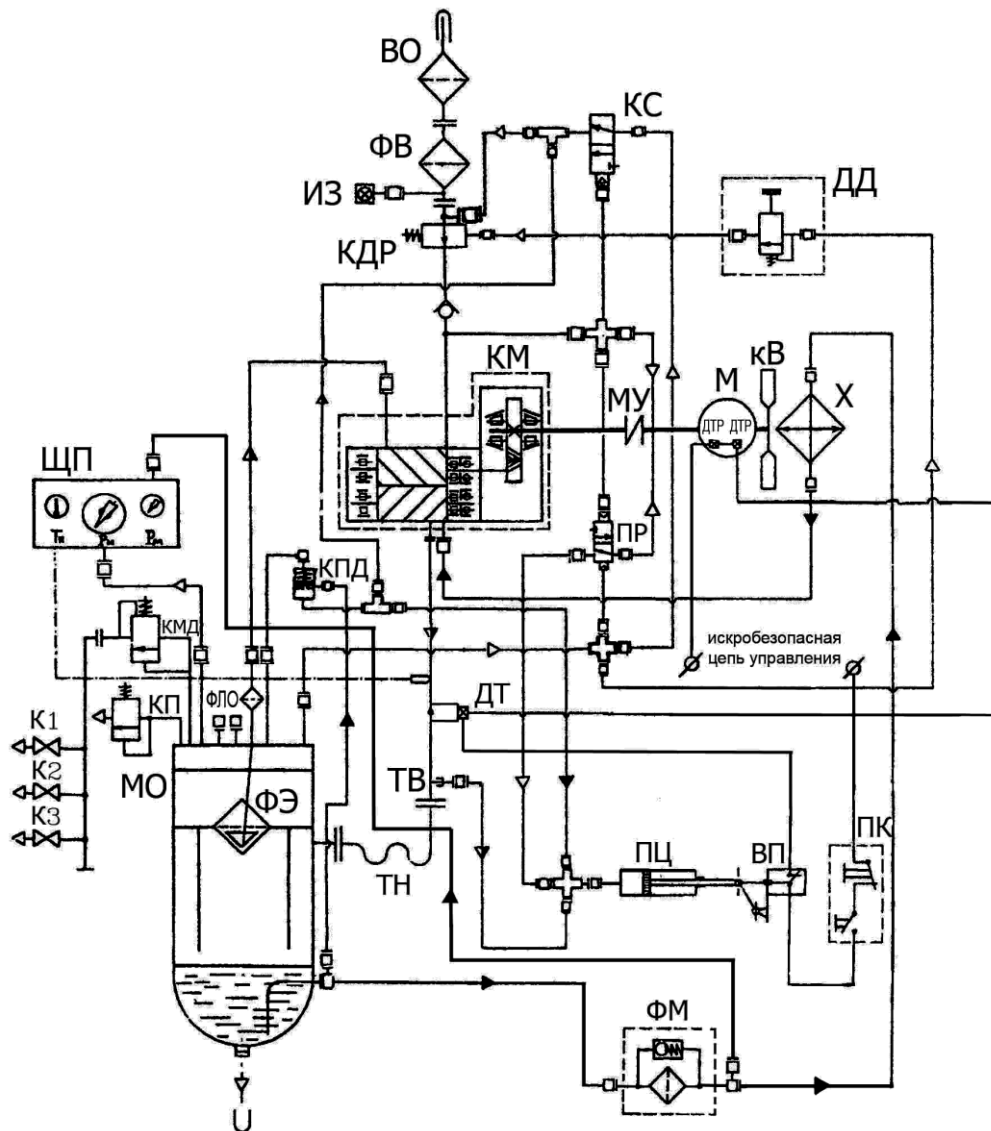 ВО
КС
ФВ
ИЗ
ДД
КДР
КМ
МУ
М
кВ
Х
ДТР ДТР
ЩП
ПР
КПД
КМД
искробезопасная
цепь управления
ФЛО
КП
ДТ
К1
К2
К3
МО
ФЭ
ТВ
ТН
ПЦ
ВП
ПК
ФМ
U